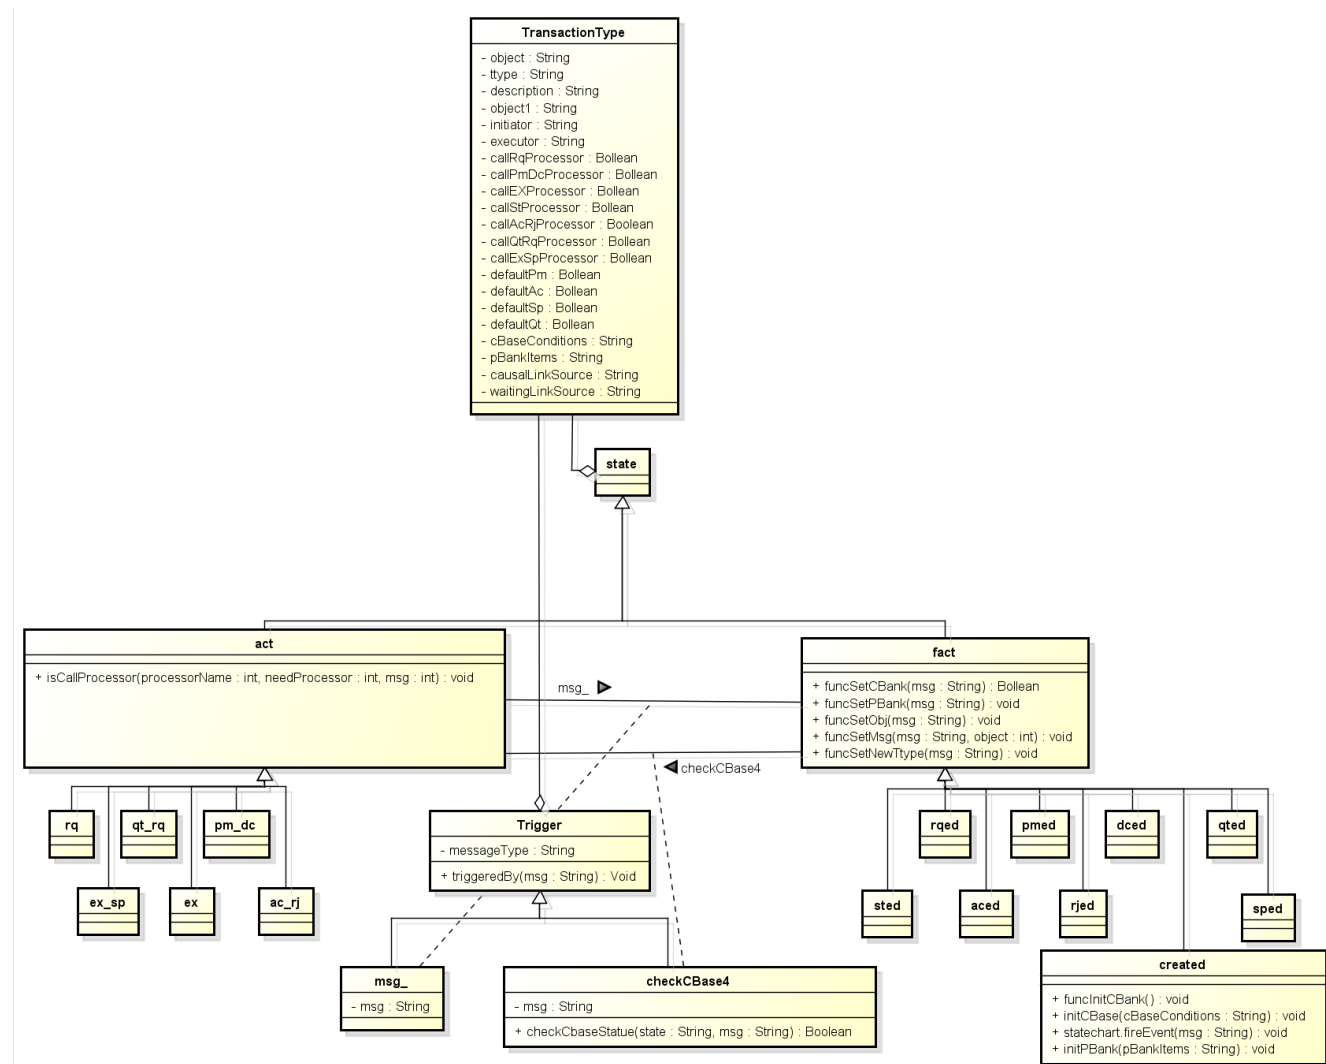 TransactionType
- object : String
- ttype : String
- description : String
- object1 : String
- initiator : String
- executor : String
- callRqProcessor : Bollean
- callPmDcProcessor : Bollean
- callEXProcessor : Bollean
- callStProcessor : Bollean
- callAcRjProcessor : Boolean
- callQtRqProcessor : Bollean
- callExSpProcessor : Bollean
- defaultPm : Bollean
- defaultAc : Bollean
- defaultSp : Bollean
- defaultQt : Bollean
- cBaseConditions : String
- pBankItems : String
- causalLinkSource : String
- waitingLinkSource : String
state
act
+ isCallProcessor(processorName : int, needProcessor : int, msg : int) : void
msg_
checkCBase4
fact
+ funcSetCBank(msg : String) : Bollean
+ funcSetPBank(msg : String) : void
+ funcSetObj(msg : String) : void
+ funcSetMsg(msg : String, object : int) : void
+ funcSetNewTtype(msg : String) : void
rq
qt_rq
pm_dc
ex_sp
ex
ac_rj
Trigger
- messageType : String
+ triggeredBy(msg : String) : Void
rqed
pmed
dced
qted
sted
aced
rjed
sped
msg_
- msg : String
checkCBase4
- msg : String
+ checkCbaseStatue(state : String, msg : String) : Boolean
created
+ funcInitCBank() : void
+ initCBase(cBaseConditions : String) : void
+ statechart.fireEvent(msg : String) : void
+ initPBank(pBankItems : String) : void